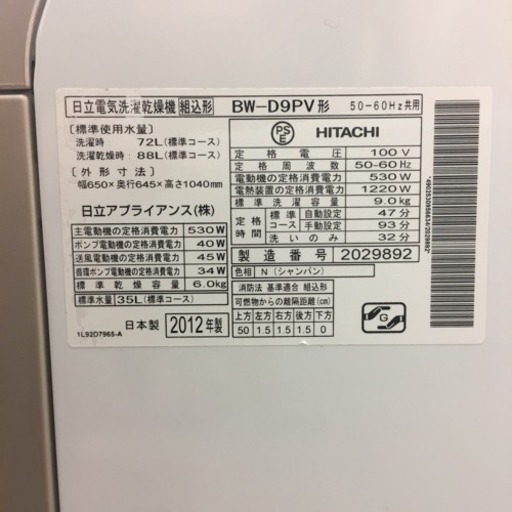 日立電気洗濯乾燥機 組込形 BW-D9PV形 50-60Hz共用
［標準使用水量］
洗濯時： 72L(標準コース)
洗濯乾燥時：88L(標準コース)
［外形寸法］
幅650×奥行645×高さ1040mm
日立アプライアンス(株)
主電動機の定格消費電力 530W
ポンプ電動機の定格消費電力 40W
送風電動機の定格消費電力 45W
循環ポンプ電動機の定格消費電力 34W
標準乾燥容量 6.0kg
標準水量 35L(標準コース)
日本製 2012年製
1L92D7965-A
PSE HITACHI
定格電圧 100V
定格周波数 50-60Hz
電動機の定格消費電力 530W
電熱装置の定格消費電力 1220W
標準洗濯容量 9.0kg
定格時間 標準コース 自動設定 47分
手動設定 93分
洗いのみ 32分
製造番号 2029892
色柄 N（シャンパン）
消防法 基準適合 組込形
可燃物からの離隔距離(cm)
上方 左方 右方 後方 下方
50 1.5 1.5 1.5 0
G